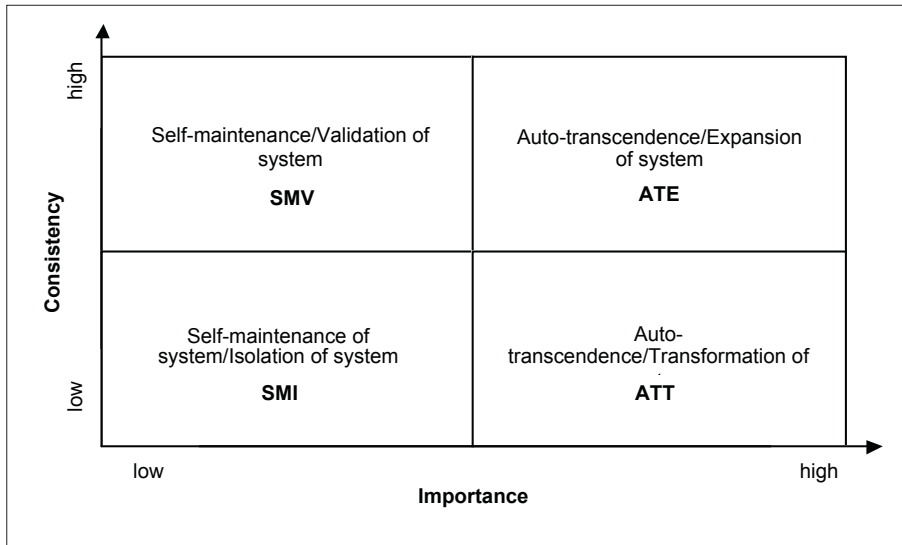 high
Self-maintenance/Validation of
system
SMV
Auto-transcendence/Expansion
of system
ATE
Consistency
Self-maintenance of
system/Isolation of system
SMI
Auto-
transcendence/Transformation of
ATT
low
low
high
Importance